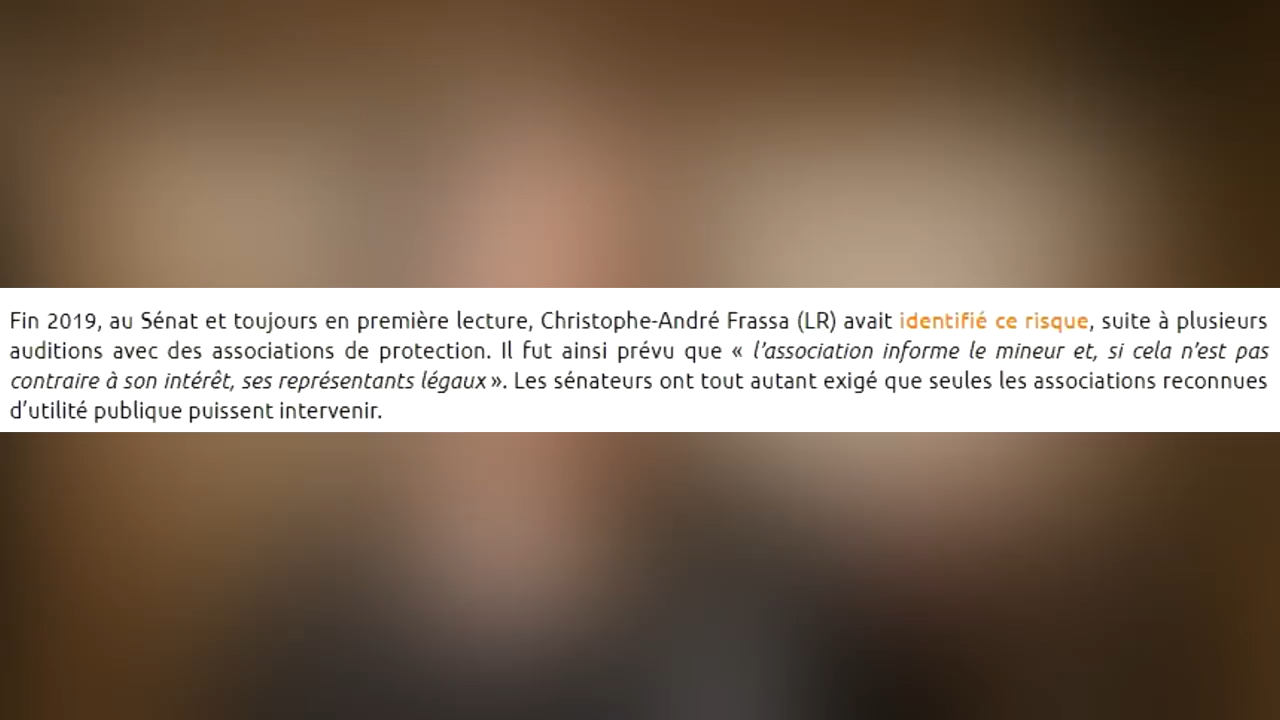 Fin 2019, au Sénat et toujours en première lecture, Christophe-André Frassa (LR) avait identifié ce risque, suite à plusieurs
auditions avec des associations de protection. Il fut ainsi prévu que « l’association informe le mineur et, si cela n’est pas
contraire à son intérêt, ses représentants légaux ». Les sénateurs ont tout autant exigé que seules les associations reconnues
d’utilité publique puissent intervenir.